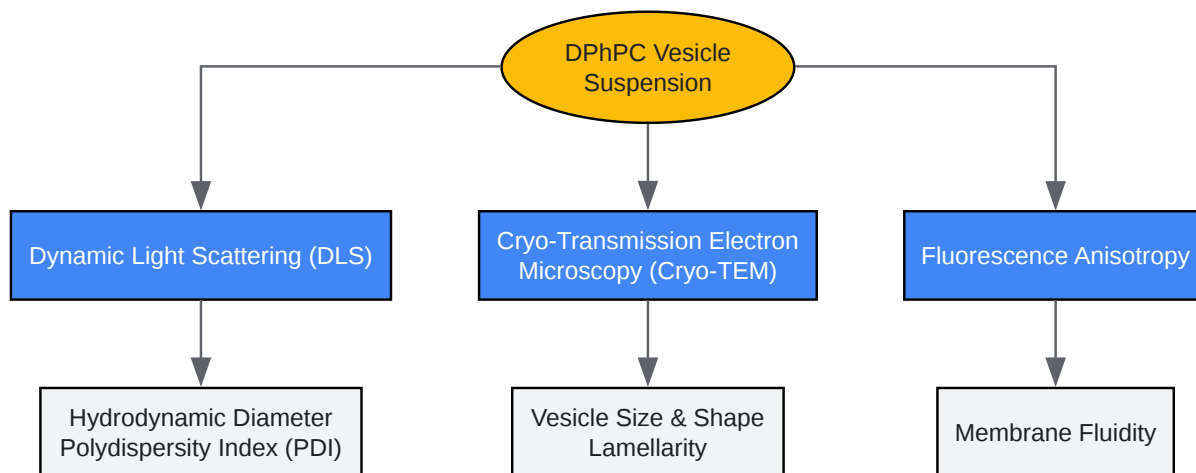 DPhPC Vesicle
Suspension
Dynamic Light Scattering (DLS)
Cryo-Transmission Electron
Microscopy (Cryo-TEM)
Fluorescence Anisotropy
Hydrodynamic Diameter
Polydispersity Index (PDI)
Vesicle Size & Shape
Lamellarity
Membrane Fluidity